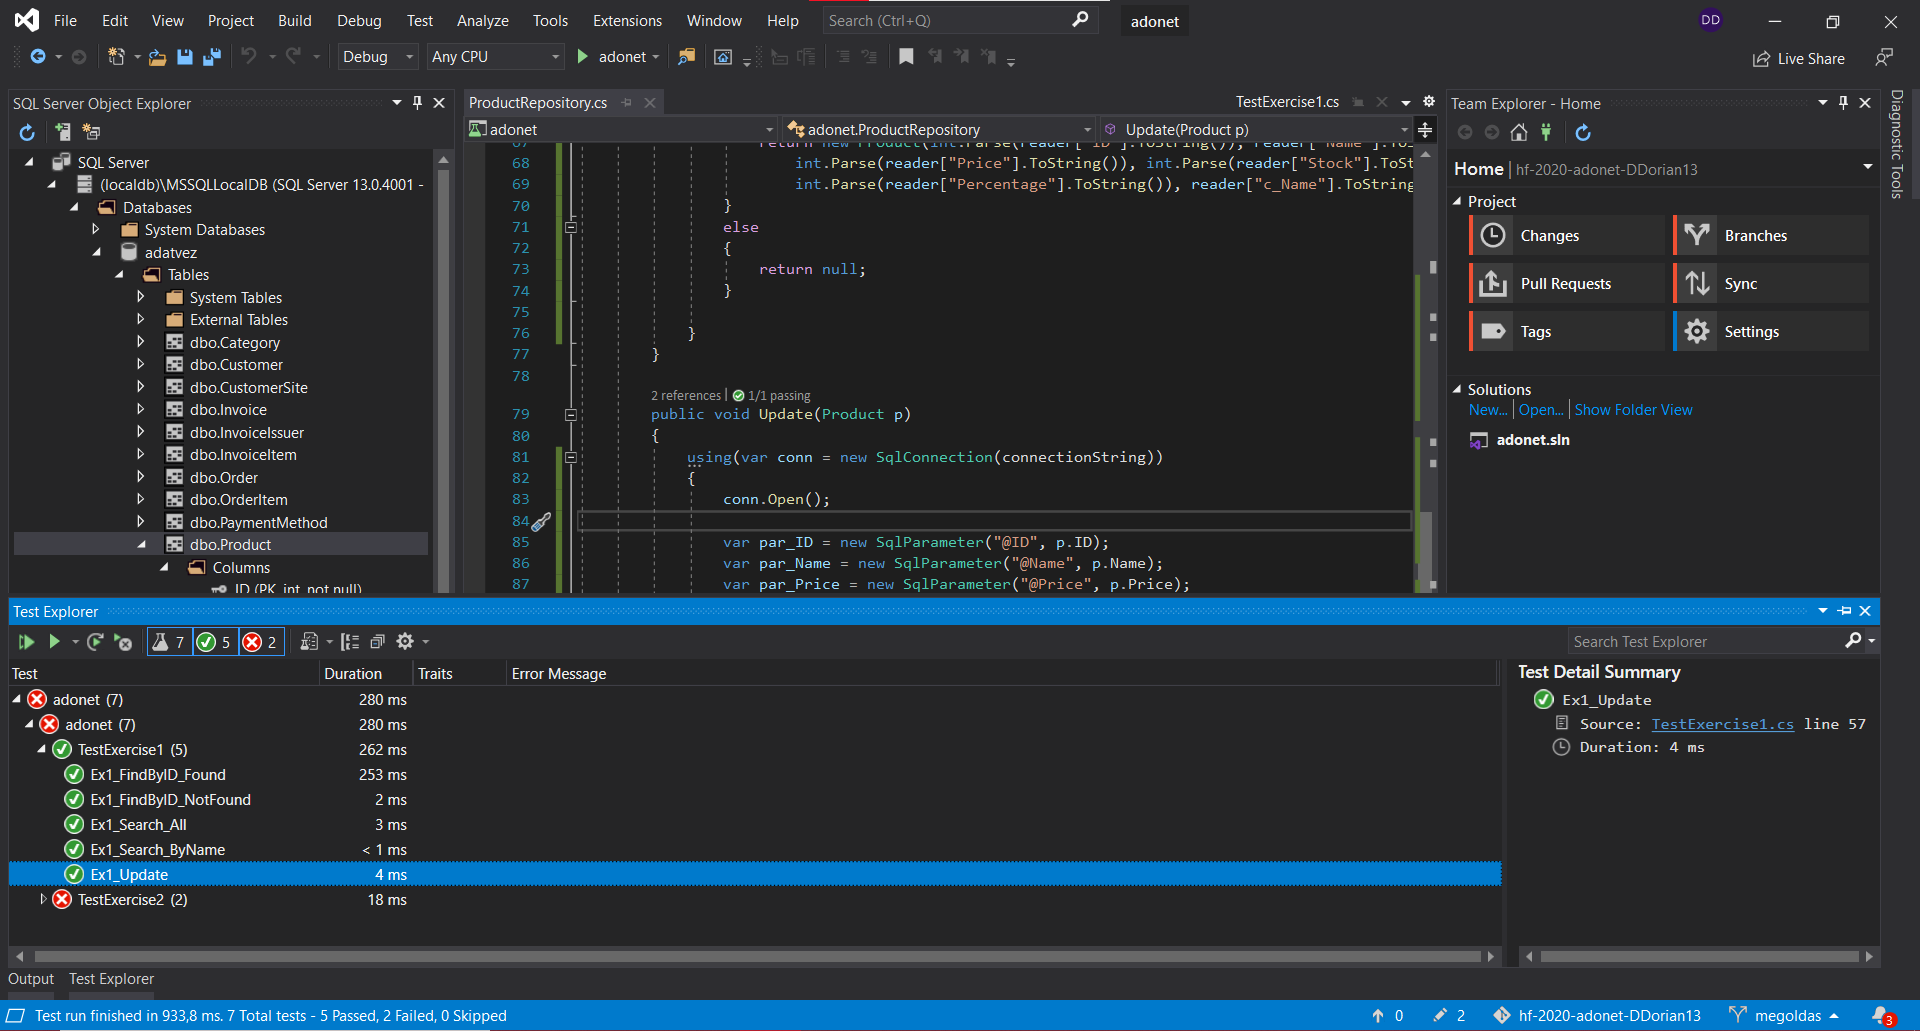 File Edit View Project Build Debug Test Analyze Tools Extensions Window Help Search (Ctrl+Q) adonet DD
Debug Any CPU adonet Live Share
SQL Server Object Explorer
SQL Server
(localdb)\MSSQLLocalDB (SQL Server 13.0.4001 -
Databases
System Databases
adatvez
Tables
System Tables
External Tables
dbo.Category
dbo.Customer
dbo.CustomerSite
dbo.Invoice
dbo.InvoiceIssuer
dbo.InvoiceItem
dbo.Order
dbo.OrderItem
dbo.PaymentMethod
dbo.Product
Columns
ID (PK, int, not null)
ProductRepository.cs TestExercise1.cs
adonet adonet.ProductRepository Update(Product p)
67 return new Product(int.Parse(reader["ID"].ToString()), reader["Name"].ToS
68 int.Parse(reader["Price"].ToString()), int.Parse(reader["Stock"].ToSt
69 int.Parse(reader["Percentage"].ToString()), reader["c_Name"].ToString
70 }
71 else
72 {
73 return null;
74 }
75
76 }
77 }
78
2 references | 1/1 passing
79 public void Update(Product p)
80 {
81 using(var conn = new SqlConnection(connectionString))
82 {
83 conn.Open();
84
85 var par_ID = new SqlParameter("@ID", p.ID);
86 var par_Name = new SqlParameter("@Name", p.Name);
87 var par_Price = new SqlParameter("@Price", p.Price);
Team Explorer - Home
Home | hf-2020-adonet-DDorian13
Project
Changes Branches
Pull Requests Sync
Tags Settings
Solutions
New... | Open... | Show Folder View
adonet.sln
Diagnostic Tools
Test Explorer
7 5 2 Search Test Explorer
Test Duration Traits Error Message
adonet (7) 280 ms
adonet (7) 280 ms
TestExercise1 (5) 262 ms
Ex1_FindByID_Found 253 ms
Ex1_FindByID_NotFound 2 ms
Ex1_Search_All 3 ms
Ex1_Search_ByName < 1 ms
Ex1_Update 4 ms
TestExercise2 (2) 18 ms
Test Detail Summary
Ex1_Update
Source: TestExercise1.cs line 57
Duration: 4 ms
Output Test Explorer
Test run finished in 933,8 ms. 7 Total tests - 5 Passed, 2 Failed, 0 Skipped 0 2 hf-2020-adonet-DDorian13 megoldas 3